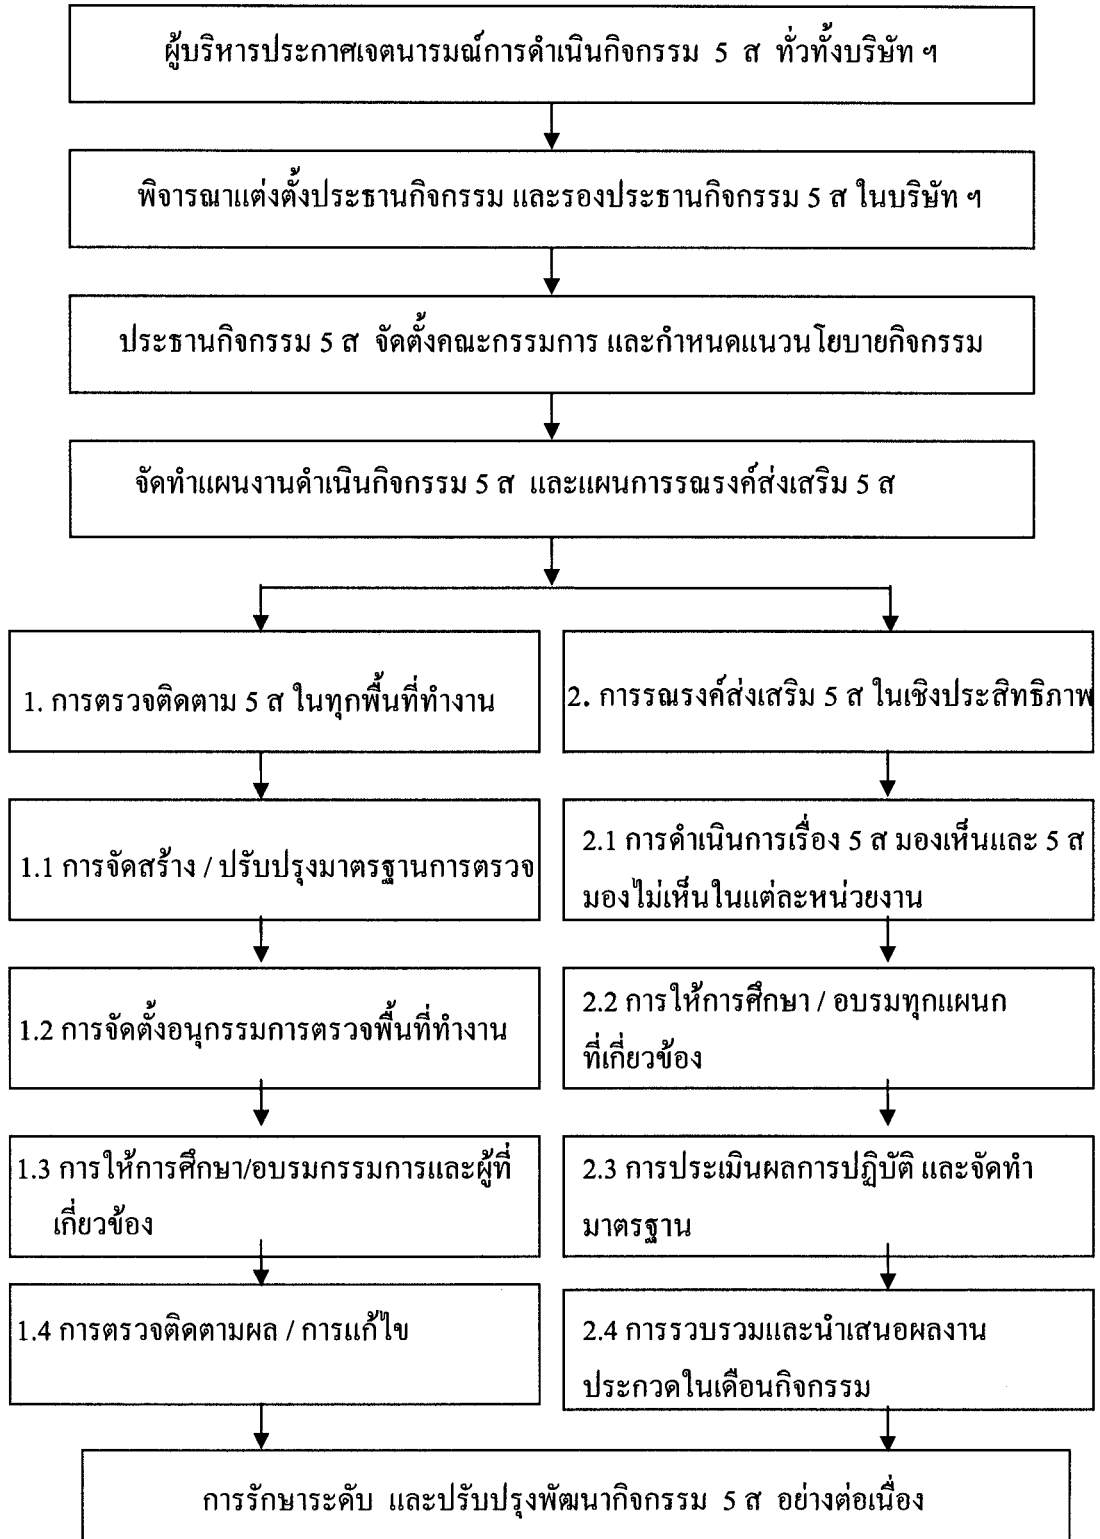 ผู้บริหารประกาศเจตนารมณ์การดำเนินกิจกรรม 5 ส ทั่วทั้งบริษัท ฯ
พิจารณาแต่งตั้งประธานกิจกรรม และรองประธานกิจกรรม 5 ส ในบริษัท ฯ
ประธานกิจกรรม 5 ส จัดตั้งคณะกรรมการ และกำหนดแนวนโยบายกิจกรรม
จัดทำแผนงานดำเนินกิจกรรม 5 ส และแผนการรณรงค์ส่งเสริม 5 ส
1. การตรวจติดตาม 5 ส ในทุกพื้นที่ทำงาน
1.1 การจัดสร้าง / ปรับปรุงมาตรฐานการตรวจ
1.2 การจัดตั้งอนุกรรมการตรวจพื้นที่ทำงาน
1.3 การให้การศึกษา/อบรมกรรมการและผู้ที่
เกี่ยวข้อง
1.4 การตรวจติดตามผล / การแก้ไข
2. การรณรงค์ส่งเสริม 5 ส ในเชิงประสิทธิภาพ
2.1 การดำเนินการเรื่อง 5 ส มองเห็นและ 5 ส
มองไม่เห็นในแต่ละหน่วยงาน
2.2 การให้การศึกษา / อบรมทุกแผนก
ที่เกี่ยวข้อง
2.3 การประเมินผลการปฏิบัติ และจัดทำ
มาตรฐาน
2.4 การรวบรวมและนำเสนอผลงาน
ประกวดในเดือนกิจกรรม
การรักษาระดับ และปรับปรุงพัฒนากิจกรรม 5 ส อย่างต่อเนื่อง